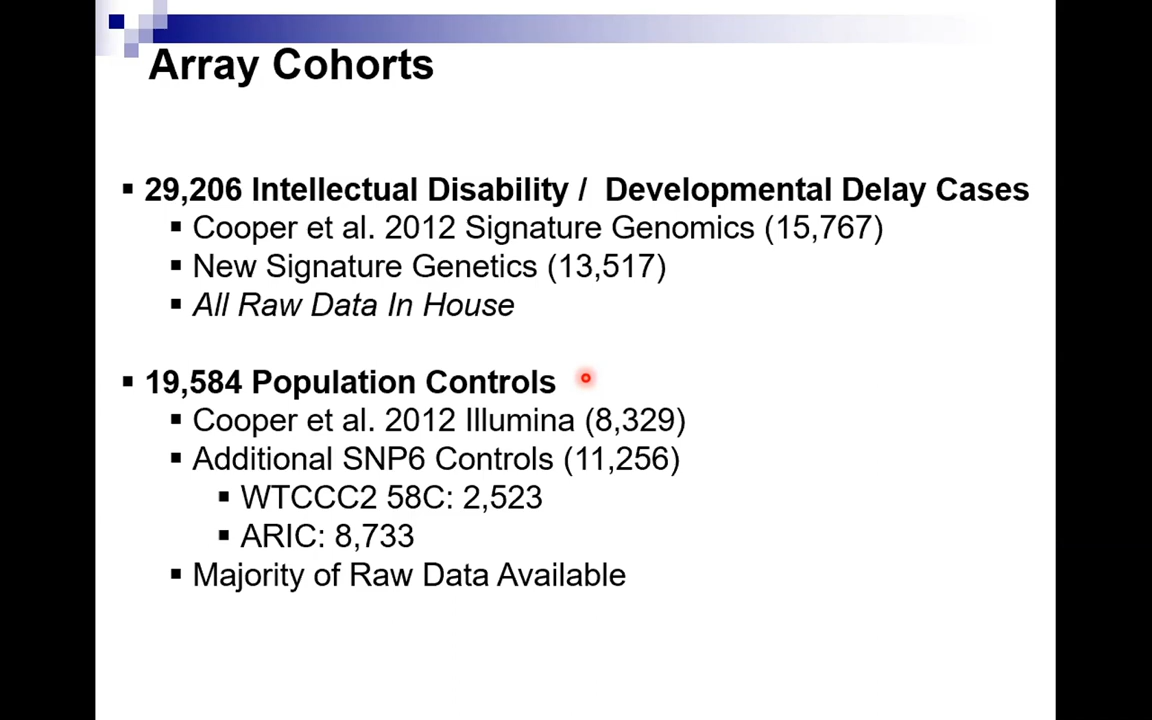 Array Cohorts
29,206 Intellectual Disability / Developmental Delay Cases
Cooper et al. 2012 Signature Genomics (15,767)
New Signature Genetics (13,517)
All Raw Data In House
19,584 Population Controls
Cooper et al. 2012 Illumina (8,329)
Additional SNP6 Controls (11,256)
WTCCC2 58C: 2,523
ARIC: 8,733
Majority of Raw Data Available